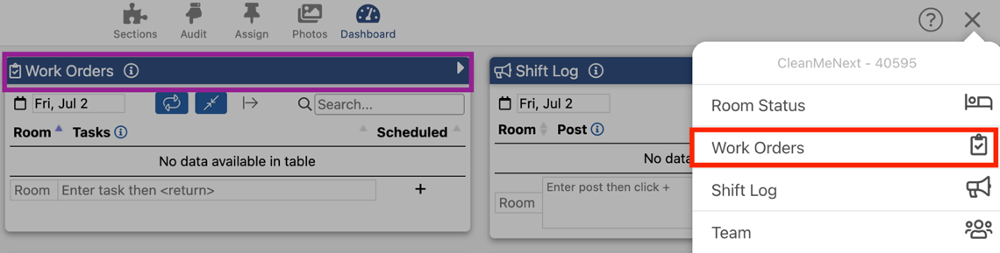 Sections Audit Assign Photos Dashboard
Work Orders
Fri, Jul 2
Search...
Room Tasks Scheduled
No data available in table
Room Enter task then <return>
+
Shift Log
Fri, Jul 2
Room Post
No data
Room Enter post then click +
CleanMeNext - 40595
Room Status
Work Orders
Shift Log
Team